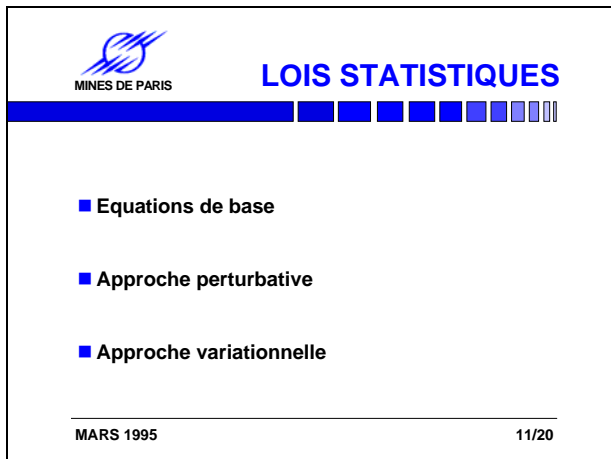 MINES DE PARIS
LOIS STATISTIQUES
Equations de base
Approche perturbative
Approche variationnelle
MARS 1995
11/20